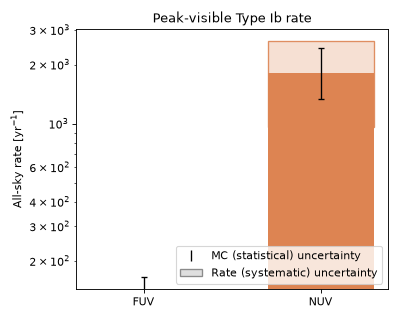 Peak-visible Type Ib rate
All-sky rate [yr⁻¹]
3 × 10³
2 × 10³
10³
6 × 10²
4 × 10²
3 × 10²
2 × 10²
MC (statistical) uncertainty
Rate (systematic) uncertainty
FUV NUV